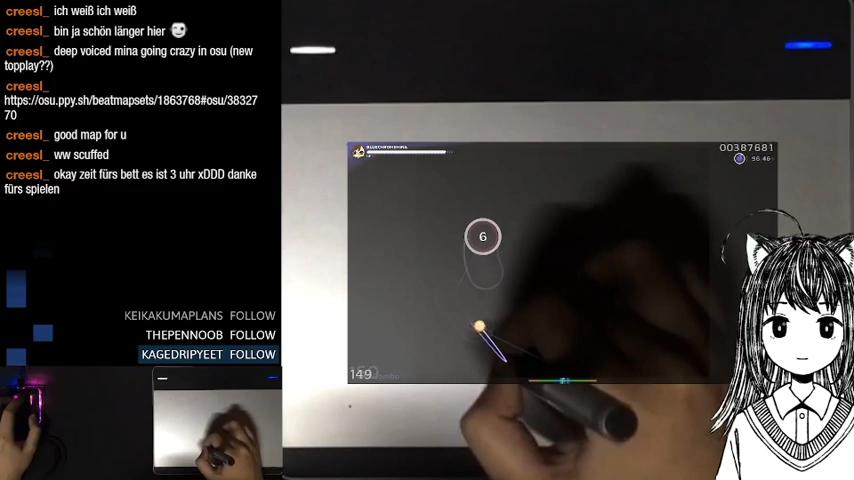 creesl_ ich weiß ich weiß
creesl_ bin ja schön länger hier
creesl_ deep voiced mina going crazy in osu (new
topplay??)
creesl_
https://osu.ppy.sh/beatmapsets/1863768#osu/38327
70
creesl_ good map for u
creesl_ ww scuffed
creesl_ okay zeit fürs bett es ist 3 uhr xDDD danke
fürs spielen
00387681
96.46
6
149
KEIKAKUMAPLANS FOLLOW
THEPENNOOB FOLLOW
KAGEDRIPYEET FOLLOW